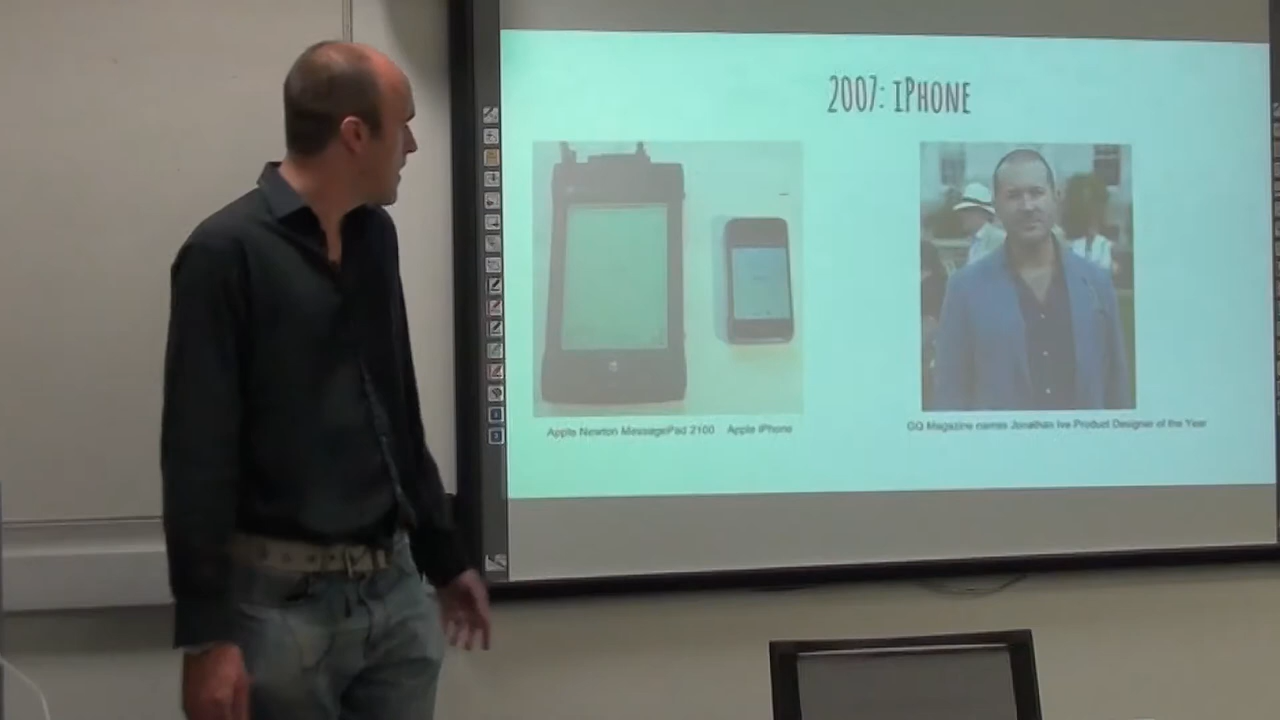 2007: iPhone
Apple Newton MessagePad 2100 Apple iPhone
GQ Magazine names Jonathan Ive Product Designer of the Year